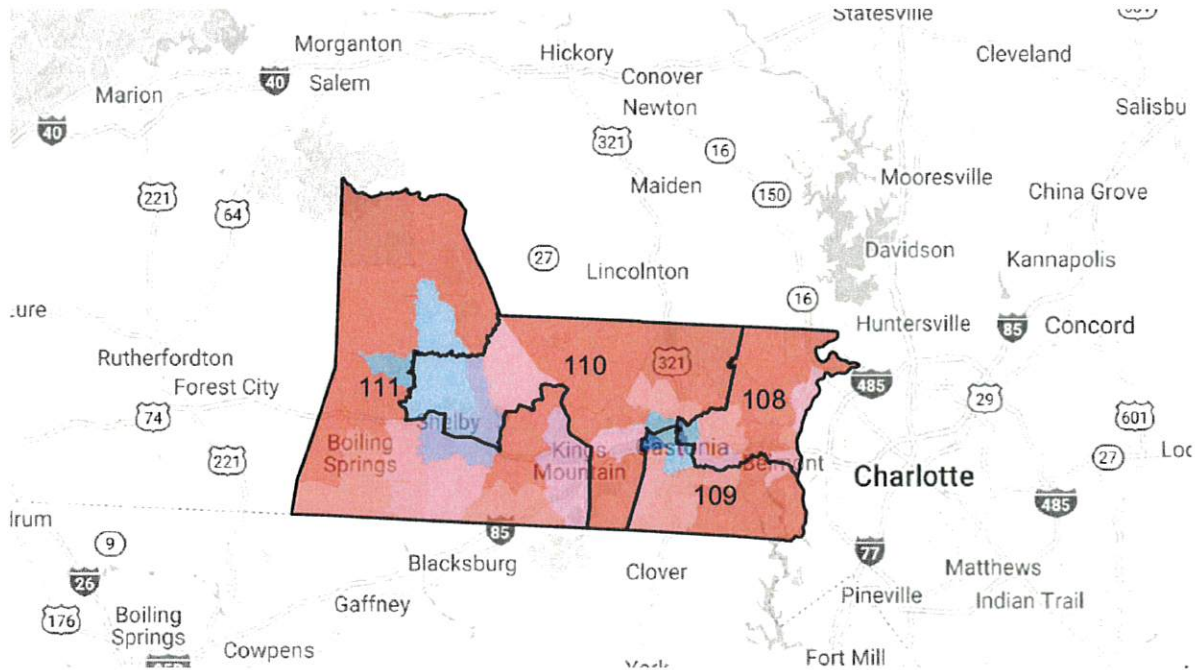 Statesville
Morganton
Hickory
Cleveland
40
Salem
Conover
Marion
Newton
Salisbu
40
321
16
221
64
Maiden
150
Mooresville
China Grove
27
Lincolnton
Davidson
Kannapolis
16
.ure
Huntersville
85
Concord
Rutherfordton
110
321
Forest City
111
108
485
29
74
Shelby
601
Boiling
Springs
Kings
Mountain
Gastonia
Belmont
27
Loc
221
Charlotte
109
485
drum
85
9
77
Blacksburg
Clover
Matthews
26
Pineville
Indian Trail
Gaffney
176
Boiling
Springs
Cowpens
York
Fort Mill